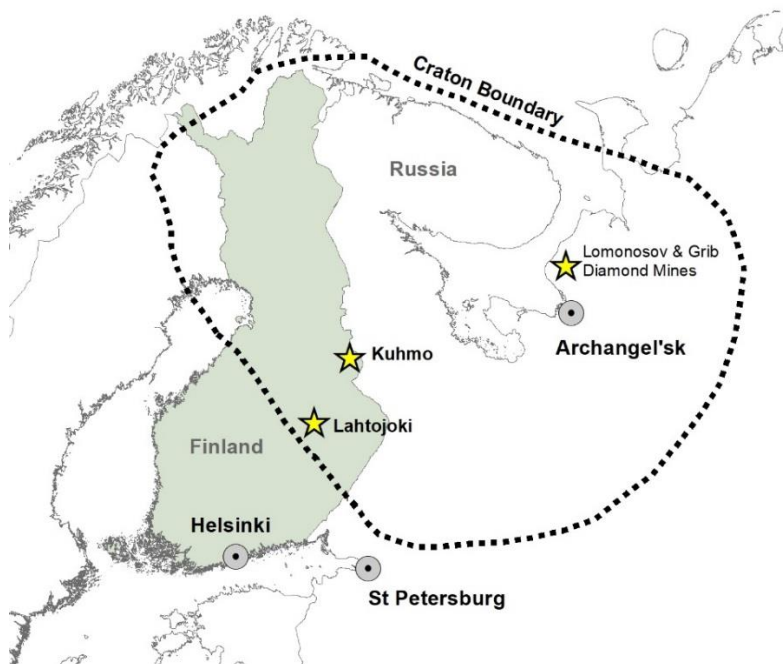 Craton Boundary
Russia
Lomonosov & Grib
Diamond Mines
Archangel'sk
Kuhmo
Lahtojoki
Finland
Helsinki
St Petersburg